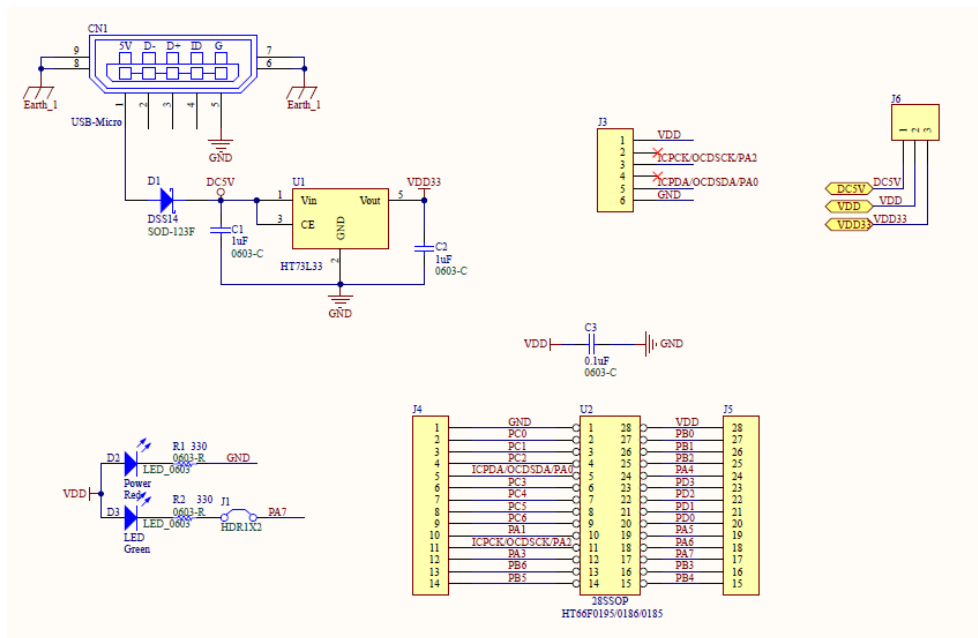 CN1
5V D- D+ ID G
9
8
7
6
Earth_1
Earth_1
1 2 3 4 5
USB-Micro
GND
D1
DSS14
SOD-123F
DC5V
C1
1uF
0603-C
U1
1 Vin Vout 5
3 CE
GND
2
HT73L33
VDD33
C2
1uF
0603-C
GND
J3
1 VDD
2
3 ICPCK/OCDSCK/PA2
4
5 ICPDA/OCDSDA/PA0
6 GND
J6
1 2 3
DC5V DC5V
VDD VDD
VDD33 VDD33
C3
VDD GND
0.1uF
0603-C
D2
R1 330
0603-R
GND
LED_0603
Power
Red
VDD
D3
R2 330
0603-R
LED_0603
J1
HDR1X2
PA7
LED
Green
J4 U2 J5
1 GND 1 28 VDD 28
2 PC0 2 27 PB0 27
3 PC1 3 26 PB1 26
4 PC2 4 25 PB2 25
5 ICPDA/OCDSDA/PA0 5 24 PA4 24
6 PC3 6 23 PD3 23
7 PC4 7 22 PD2 22
8 PC5 8 21 PD1 21
9 PC6 9 20 PD0 20
10 PA1 10 19 PA5 19
11 ICPCK/OCDSCK/PA2 11 18 PA6 18
12 PA3 12 17 PA7 17
13 PB6 13 16 PB3 16
14 PB5 14 15 PB4 15
28SSOP
HT66F0195/0186/0185